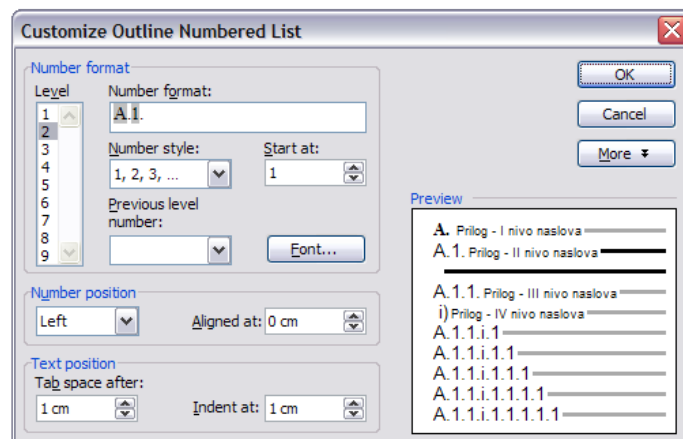 Customize Outline Numbered List
Number format
Level
1
2
3
4
5
6
7
8
9
Number format:
A.1.
Number style:
1, 2, 3, ...
Start at:
1
Previous level
number:
Font...
Number position
Left
Aligned at: 0 cm
Text position
Tab space after:
1 cm
Indent at: 1 cm
OK
Cancel
More
Preview
A. Prilog - I nivo naslova
A.1. Prilog - II nivo naslova
A.1.1. Prilog - III nivo naslova
i) Prilog - IV nivo naslova
A.1.1.i.1
A.1.1.i.1.1
A.1.1.i.1.1.1
A.1.1.i.1.1.1.1
A.1.1.i.1.1.1.1.1